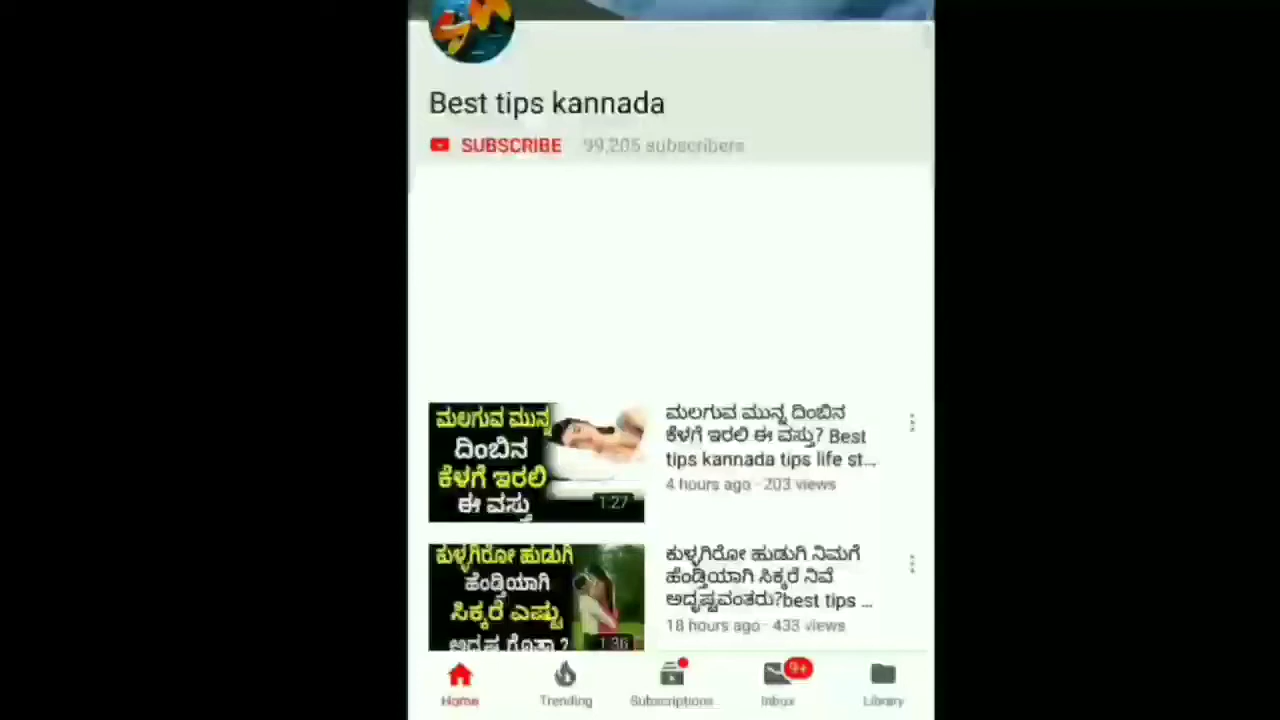 Best tips kannada
SUBSCRIBE 99,205 subscribers
ಮಲಗುವ ಮುನ್ನ
ದಿಂಬಿನ
ಕೆಳಗೆ ಇರಲಿ
ಈ ವಸ್ತು
1:27
ಮಲಗುವ ಮುನ್ನ ದಿಂಬಿನ
ಕೆಳಗೆ ಇರಲಿ ಈ ವಸ್ತು? Best
tips kannada tips life st...
4 hours ago · 203 views
ಕುಳ್ಳಗಿರೋ ಹುಡುಗಿ
ಹೆಂಡ್ತಿಯಾಗಿ
ಸಿಕ್ಕರೆ ಎಷ್ಟು
ಅದೃಷ್ಟ ಗೊತ್ತಾ?
1:36
ಕುಳ್ಳಗಿರೋ ಹುಡುಗಿ ನಿಮಗೆ
ಹೆಂಡ್ತಿಯಾಗಿ ಸಿಕ್ಕರೆ ನಿವೆ
ಅದೃಷ್ಟವಂತರು?best tips ...
18 hours ago · 433 views
Home Trending Subscriptions Inbox 9+ Library